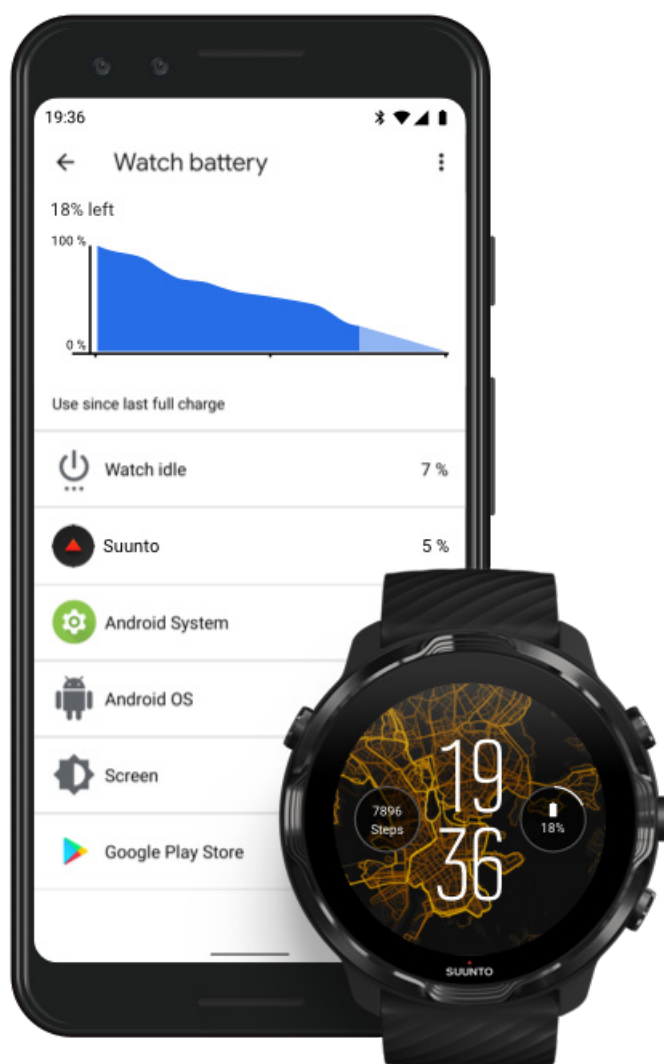 19:36
Watch battery
18% left
100 %
0 %
Use since last full charge
Watch idle 7 %
Suunto 5 %
Android System
Android OS
Screen
Google Play Store
19
36
7896
Steps
18%
SUUNTO